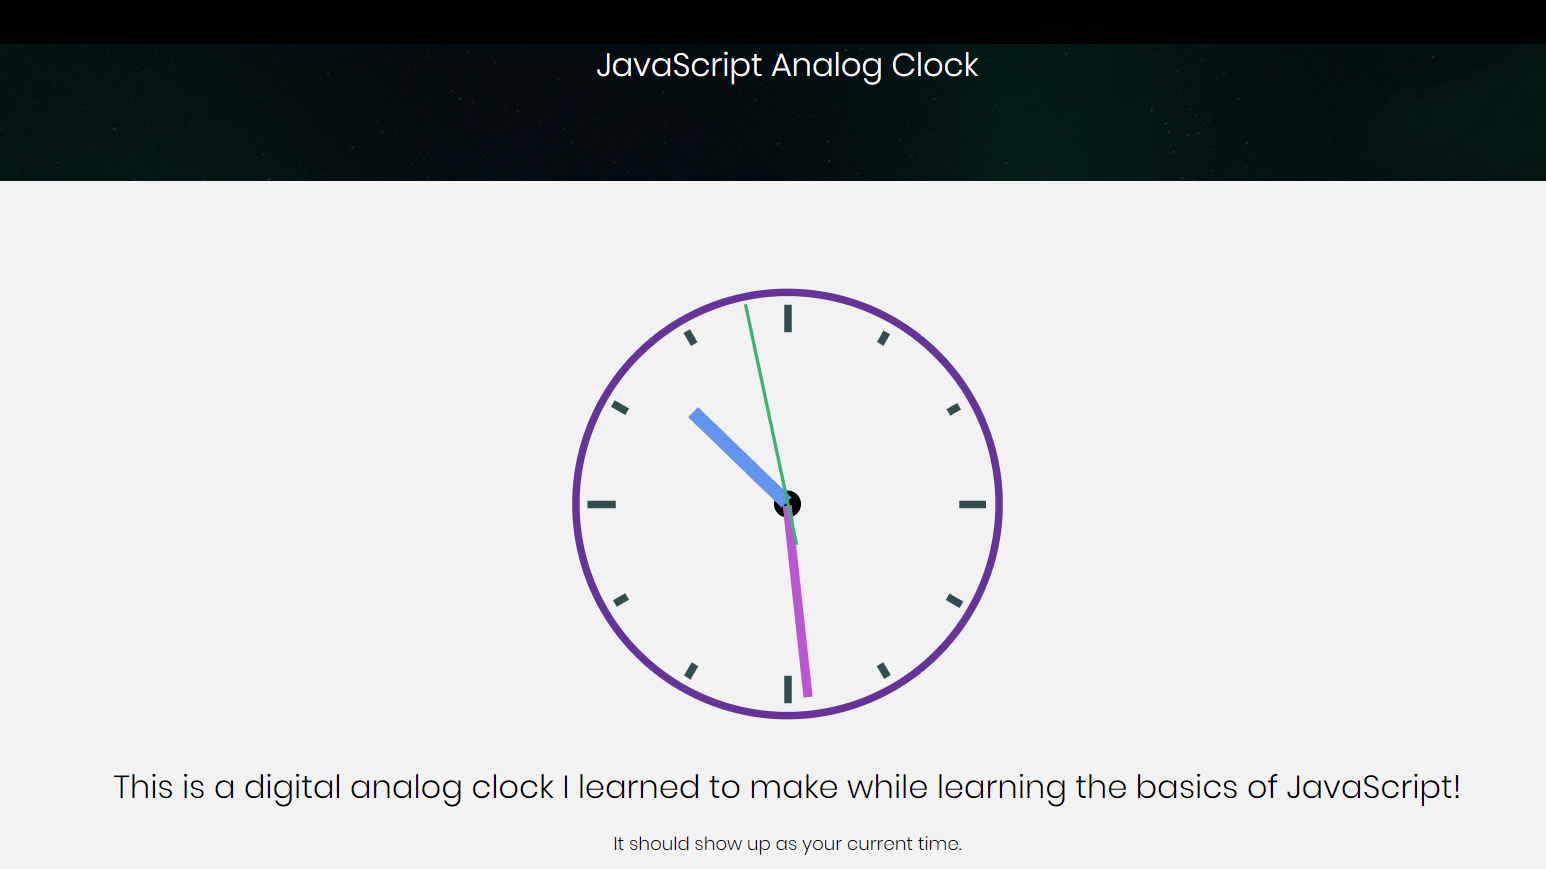 JavaScript Analog Clock
This is a digital analog clock I learned to make while learning the basics of JavaScript!
It should show up as your current time.